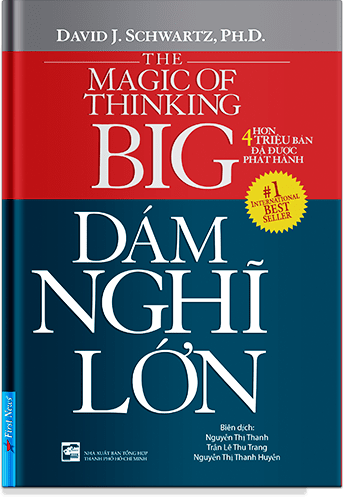 DAVID J. SCHWARTZ, PH.D.
THE
MAGIC OF
THINKING
BIG
HƠN
4 TRIỆU BẢN
ĐÃ ĐƯỢC
PHÁT HÀNH
#1
INTERNATIONAL
BEST
SELLER
DÁM
NGHĨ
LỚN
Biên dịch:
Nguyễn Thị Thanh
Trần Lê Thu Trang
Nguyễn Thị Thanh Huyền
First News
NHÀ XUẤT BẢN TỔNG HỢP
THÀNH PHỐ HỒ CHÍ MINH